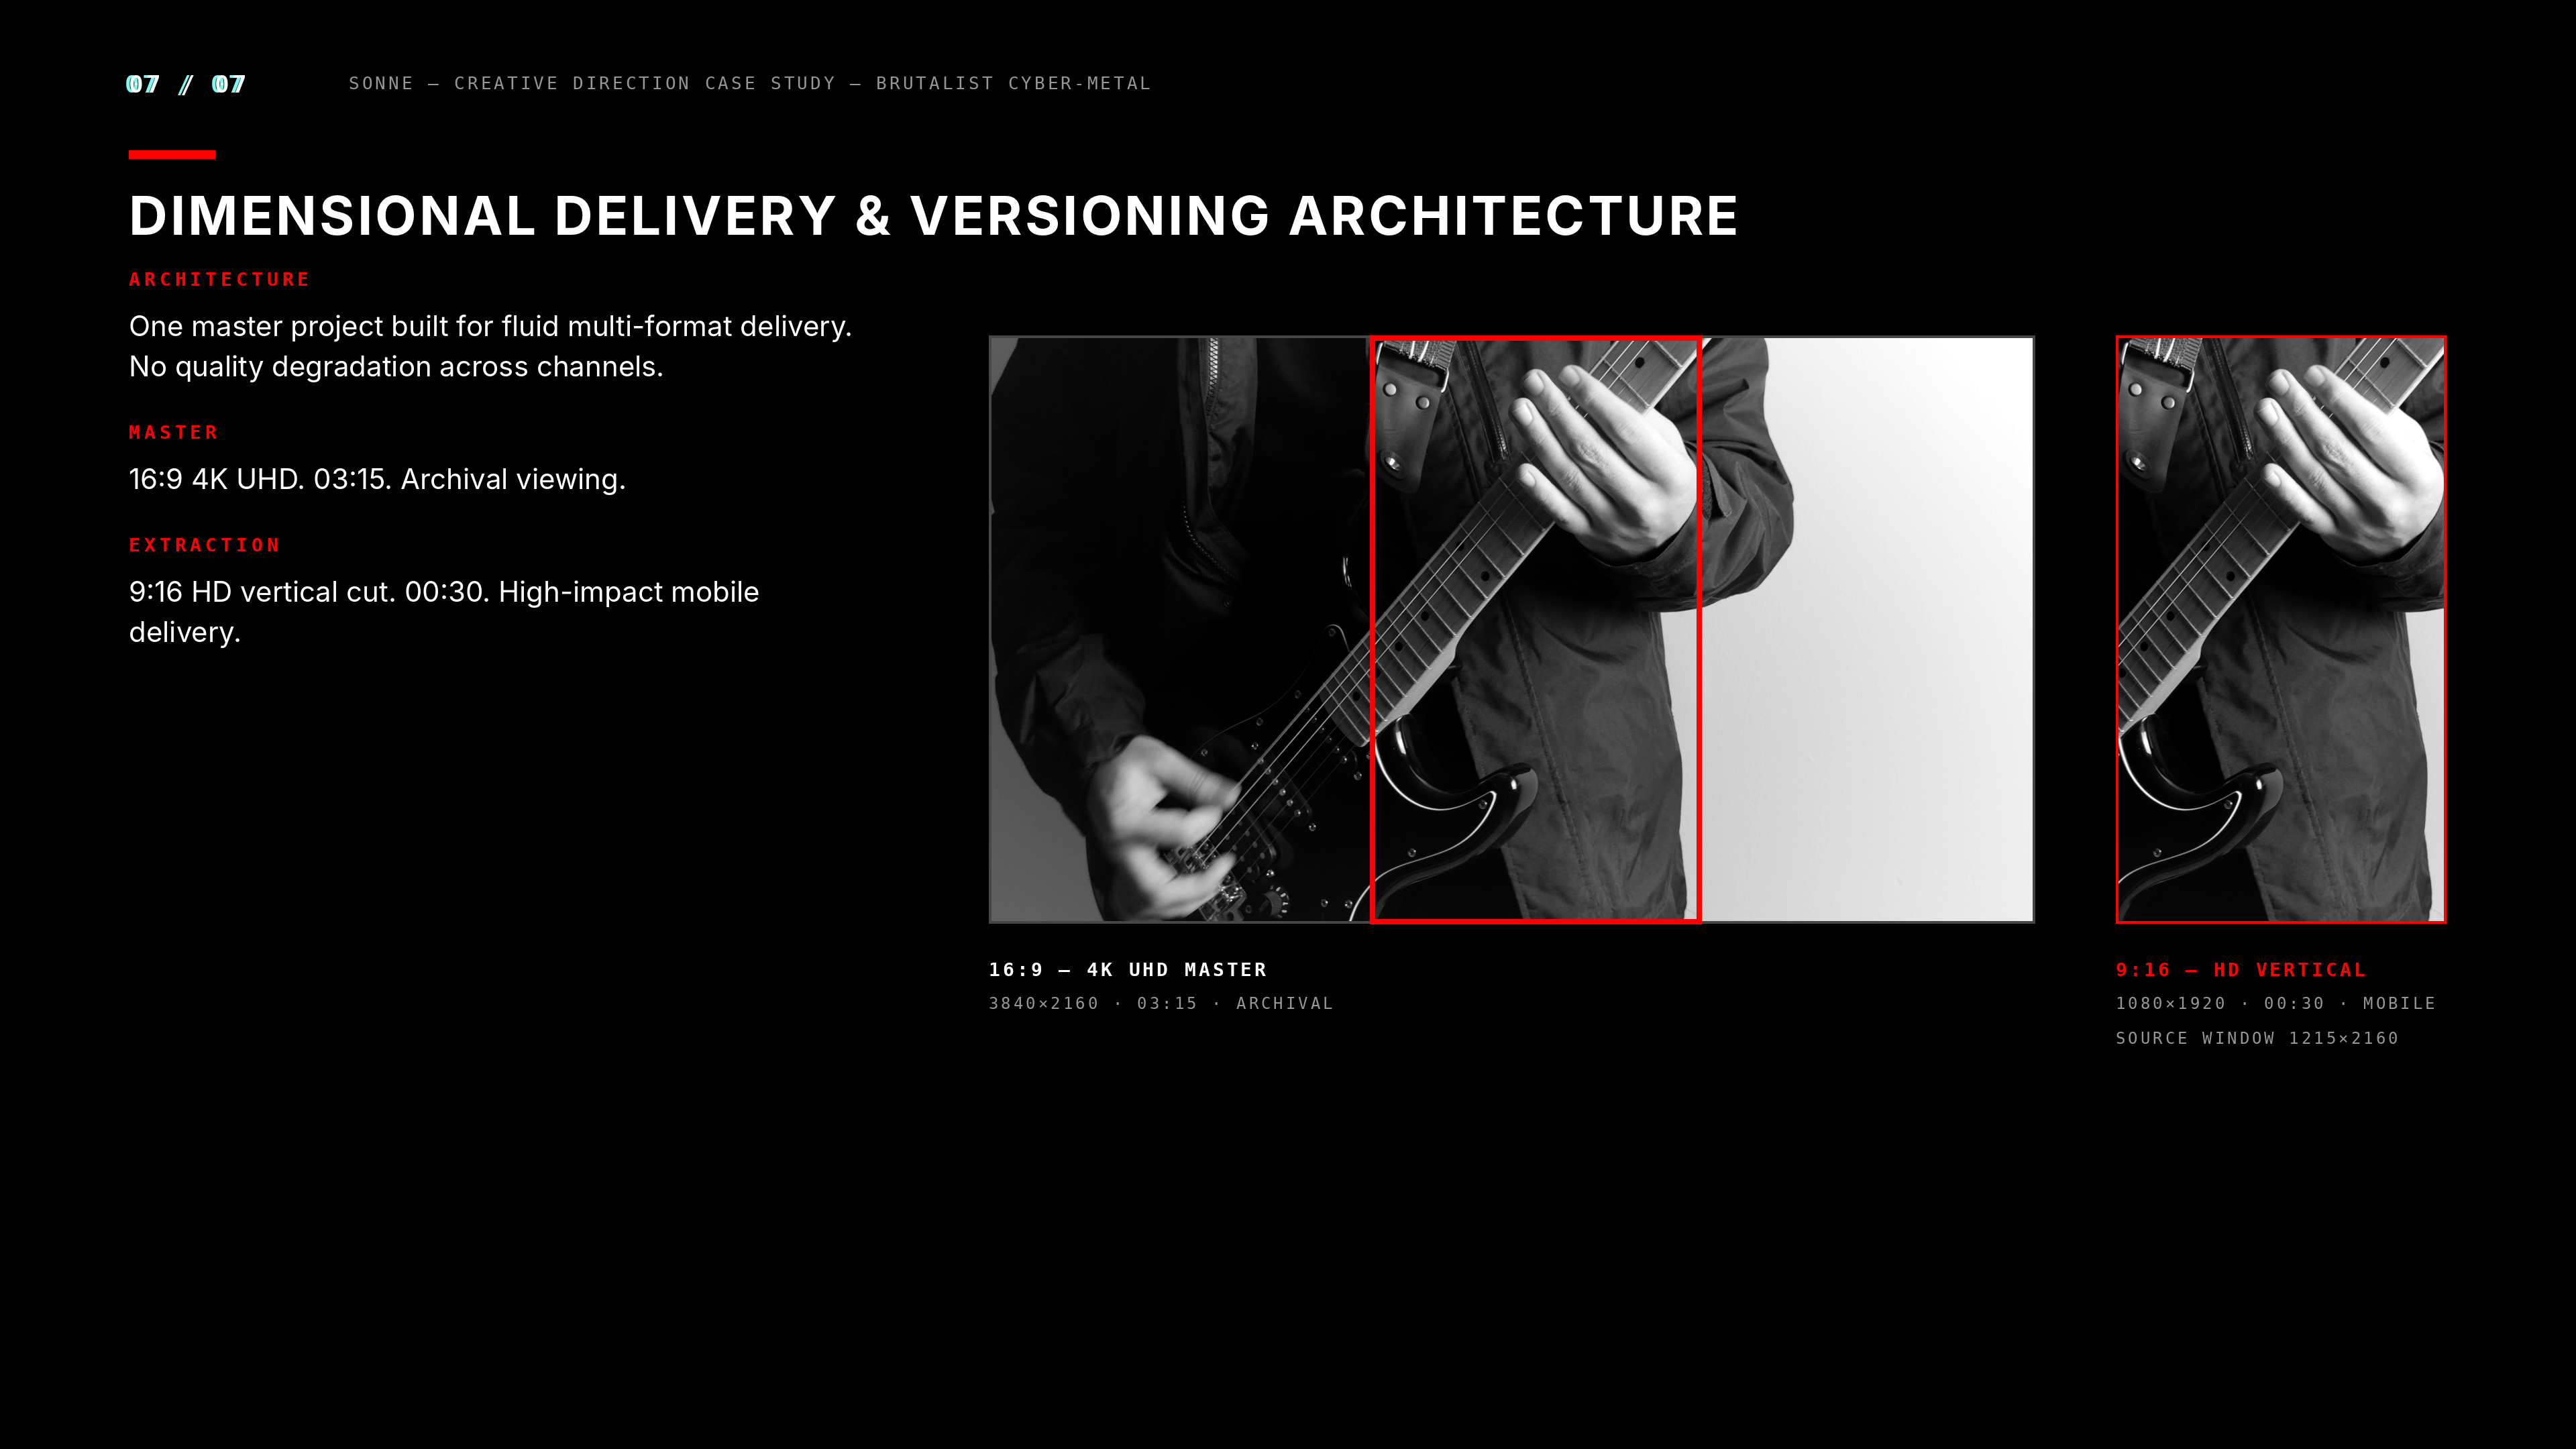 07 / 07
SONNE — CREATIVE DIRECTION CASE STUDY — BRUTALIST CYBER-METAL
DIMENSIONAL DELIVERY & VERSIONING ARCHITECTURE
ARCHITECTURE
One master project built for fluid multi-format delivery.
No quality degradation across channels.
MASTER
16:9 4K UHD. 03:15. Archival viewing.
EXTRACTION
9:16 HD vertical cut. 00:30. High-impact mobile
delivery.
16:9 — 4K UHD MASTER
3840×2160 · 03:15 · ARCHIVAL
9:16 — HD VERTICAL
1080×1920 · 00:30 · MOBILE
SOURCE WINDOW 1215×2160